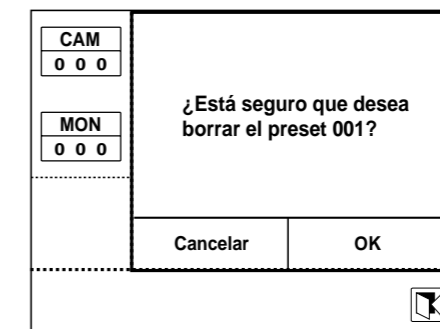 CAM
0 0 0
MON
0 0 0
¿Está seguro que desea
borrar el preset 001?
Cancelar
OK